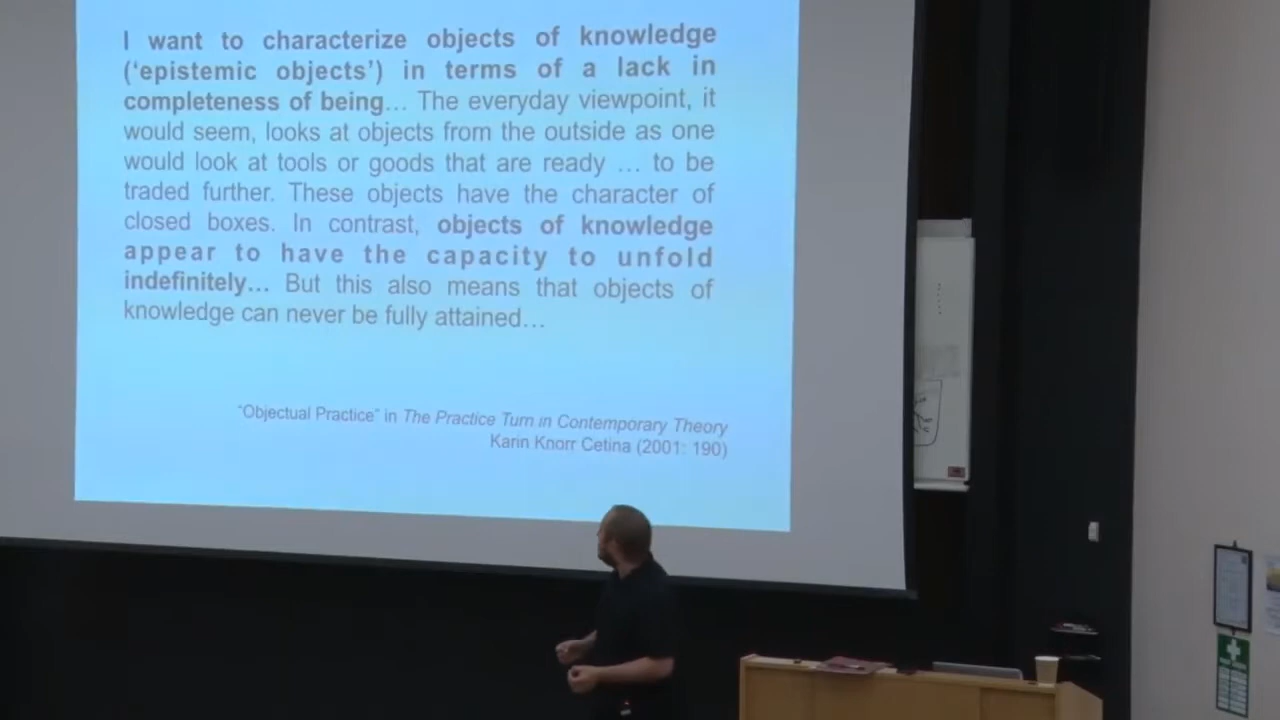 I want to characterize objects of knowledge
(‘epistemic objects’) in terms of a lack in
completeness of being… The everyday viewpoint, it
would seem, looks at objects from the outside as one
would look at tools or goods that are ready … to be
traded further. These objects have the character of
closed boxes. In contrast, objects of knowledge
appear to have the capacity to unfold
indefinitely… But this also means that objects of
knowledge can never be fully attained…
“Objectual Practice” in The Practice Turn in Contemporary Theory
Karin Knorr Cetina (2001: 190)